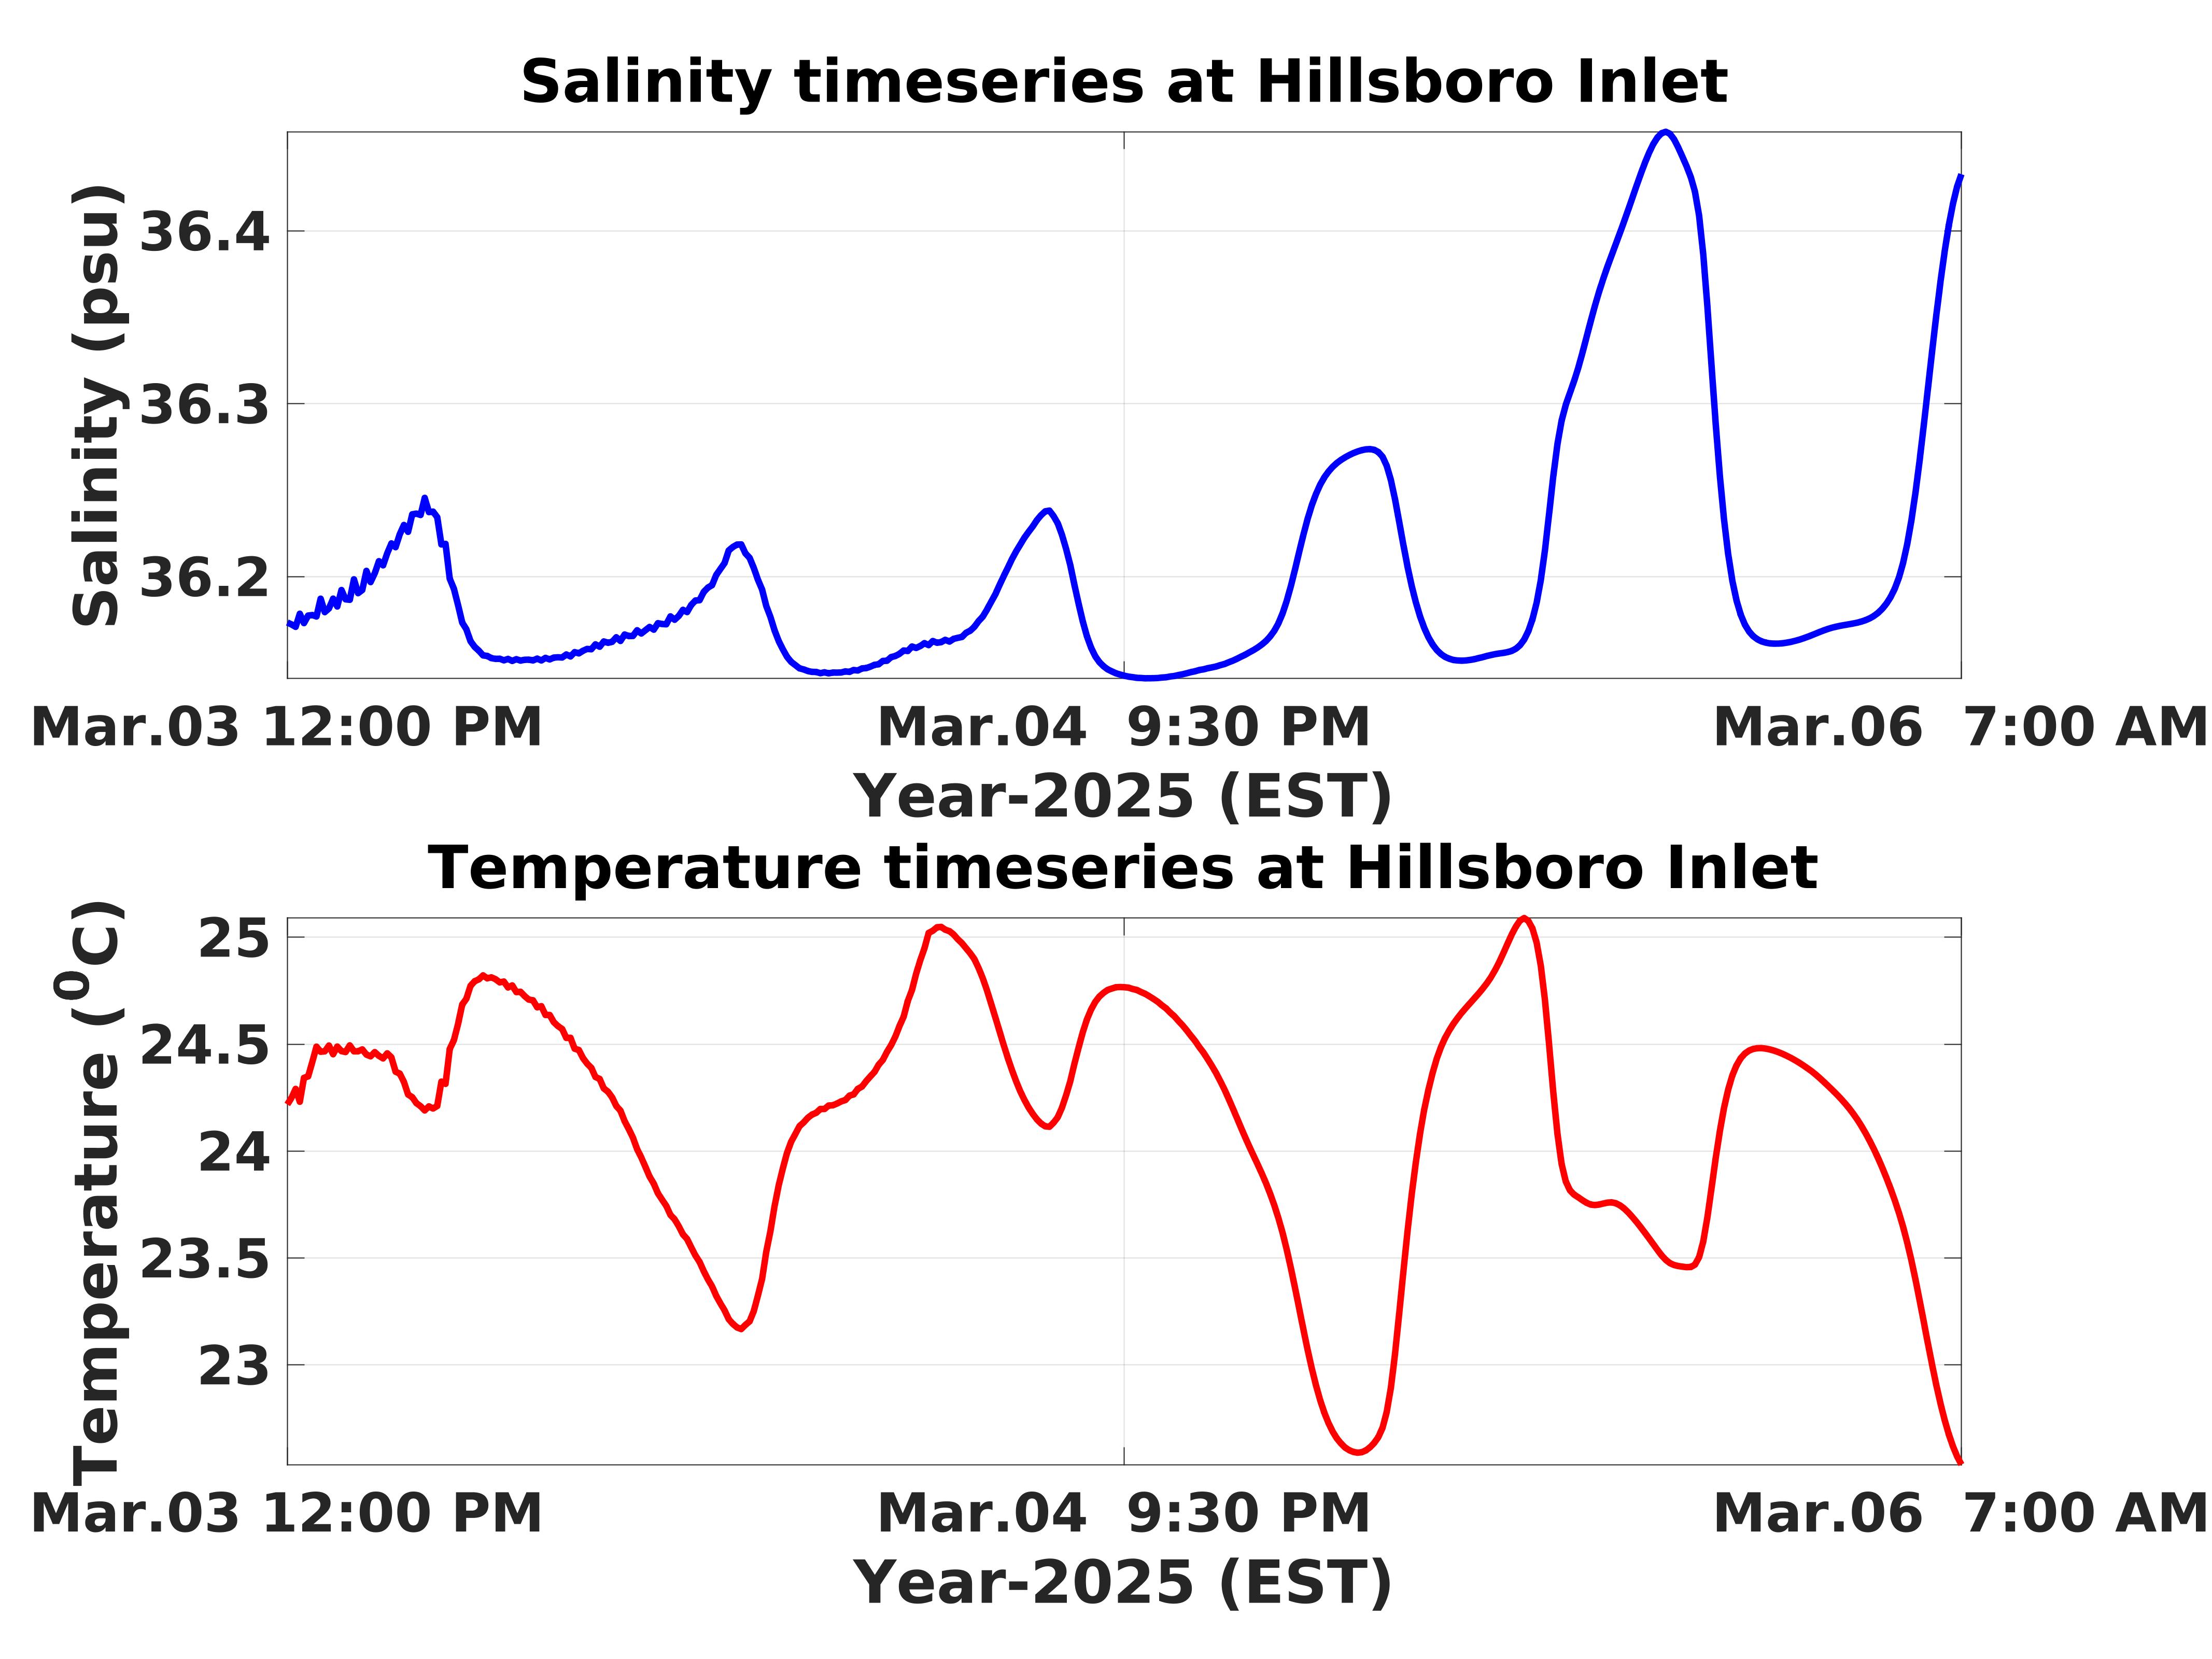 Salinity timeseries at Hillsboro Inlet
Salinity (psu)
36.4
36.3
36.2
Mar.03 12:00 PM Mar.04  9:30 PM Mar.06  7:00 AM
Year-2025 (EST)
Temperature timeseries at Hillsboro Inlet
Temperature (⁰C)
25
24.5
24
23.5
23
Mar.03 12:00 PM Mar.04  9:30 PM Mar.06  7:00 AM
Year-2025 (EST)